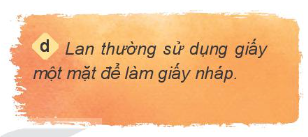 d Lan thường sử dụng giấy
một mặt để làm giấy nháp.